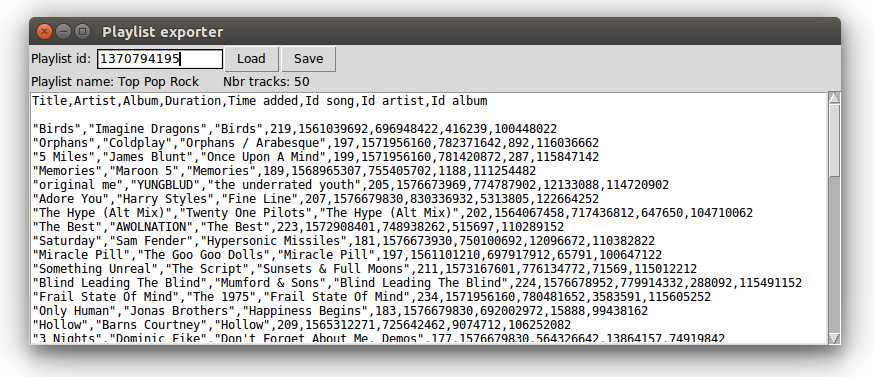 Playlist exporter
Playlist id: 1370794195 Load Save
Playlist name: Top Pop Rock Nbr tracks: 50
Title,Artist,Album,Duration,Time added,Id song,Id artist,Id album
"Birds","Imagine Dragons","Birds",219,1561039692,696948422,416239,100448022
"Orphans","Coldplay","Orphans / Arabesque",197,1571956160,782371642,892,116036662
"5 Miles","James Blunt","Once Upon A Mind",199,1571956160,781420872,287,115847142
"Memories","Maroon 5","Memories",189,1568965307,755405702,1188,111254482
"original me","YUNGBLUD","the underrated youth",205,1576673969,774787902,12133088,114720902
"Adore You","Harry Styles","Fine Line",207,1576679830,830336932,5313805,122664252
"The Hype (Alt Mix)","Twenty One Pilots","The Hype (Alt Mix)",202,1564067458,717436812,647650,104710062
"The Best","AWOLNATION","The Best",223,1572908401,748938262,515697,110289152
"Saturday","Sam Fender","Hypersonic Missiles",181,1576673930,750100692,12096672,110382822
"Miracle Pill","The Goo Goo Dolls","Miracle Pill",197,1561101210,697917912,65791,100647122
"Something Unreal","The Script","Sunsets & Full Moons",211,1573167601,776134772,71569,115012212
"Blind Leading The Blind","Mumford & Sons","Blind Leading The Blind",224,1576678952,779914332,288092,115491152
"Frail State Of Mind","The 1975","Frail State Of Mind",234,1571956160,780481652,3583591,115605252
"Only Human","Jonas Brothers","Happiness Begins",183,1576679830,692002972,15888,99438162
"Hollow","Barns Courtney","Hollow",209,1565312271,725642462,9074712,106252082
"3 Nights","Dominic Fike","Don't Forget About Me, Demos",177,1576679830,564326642,13864157,74919842